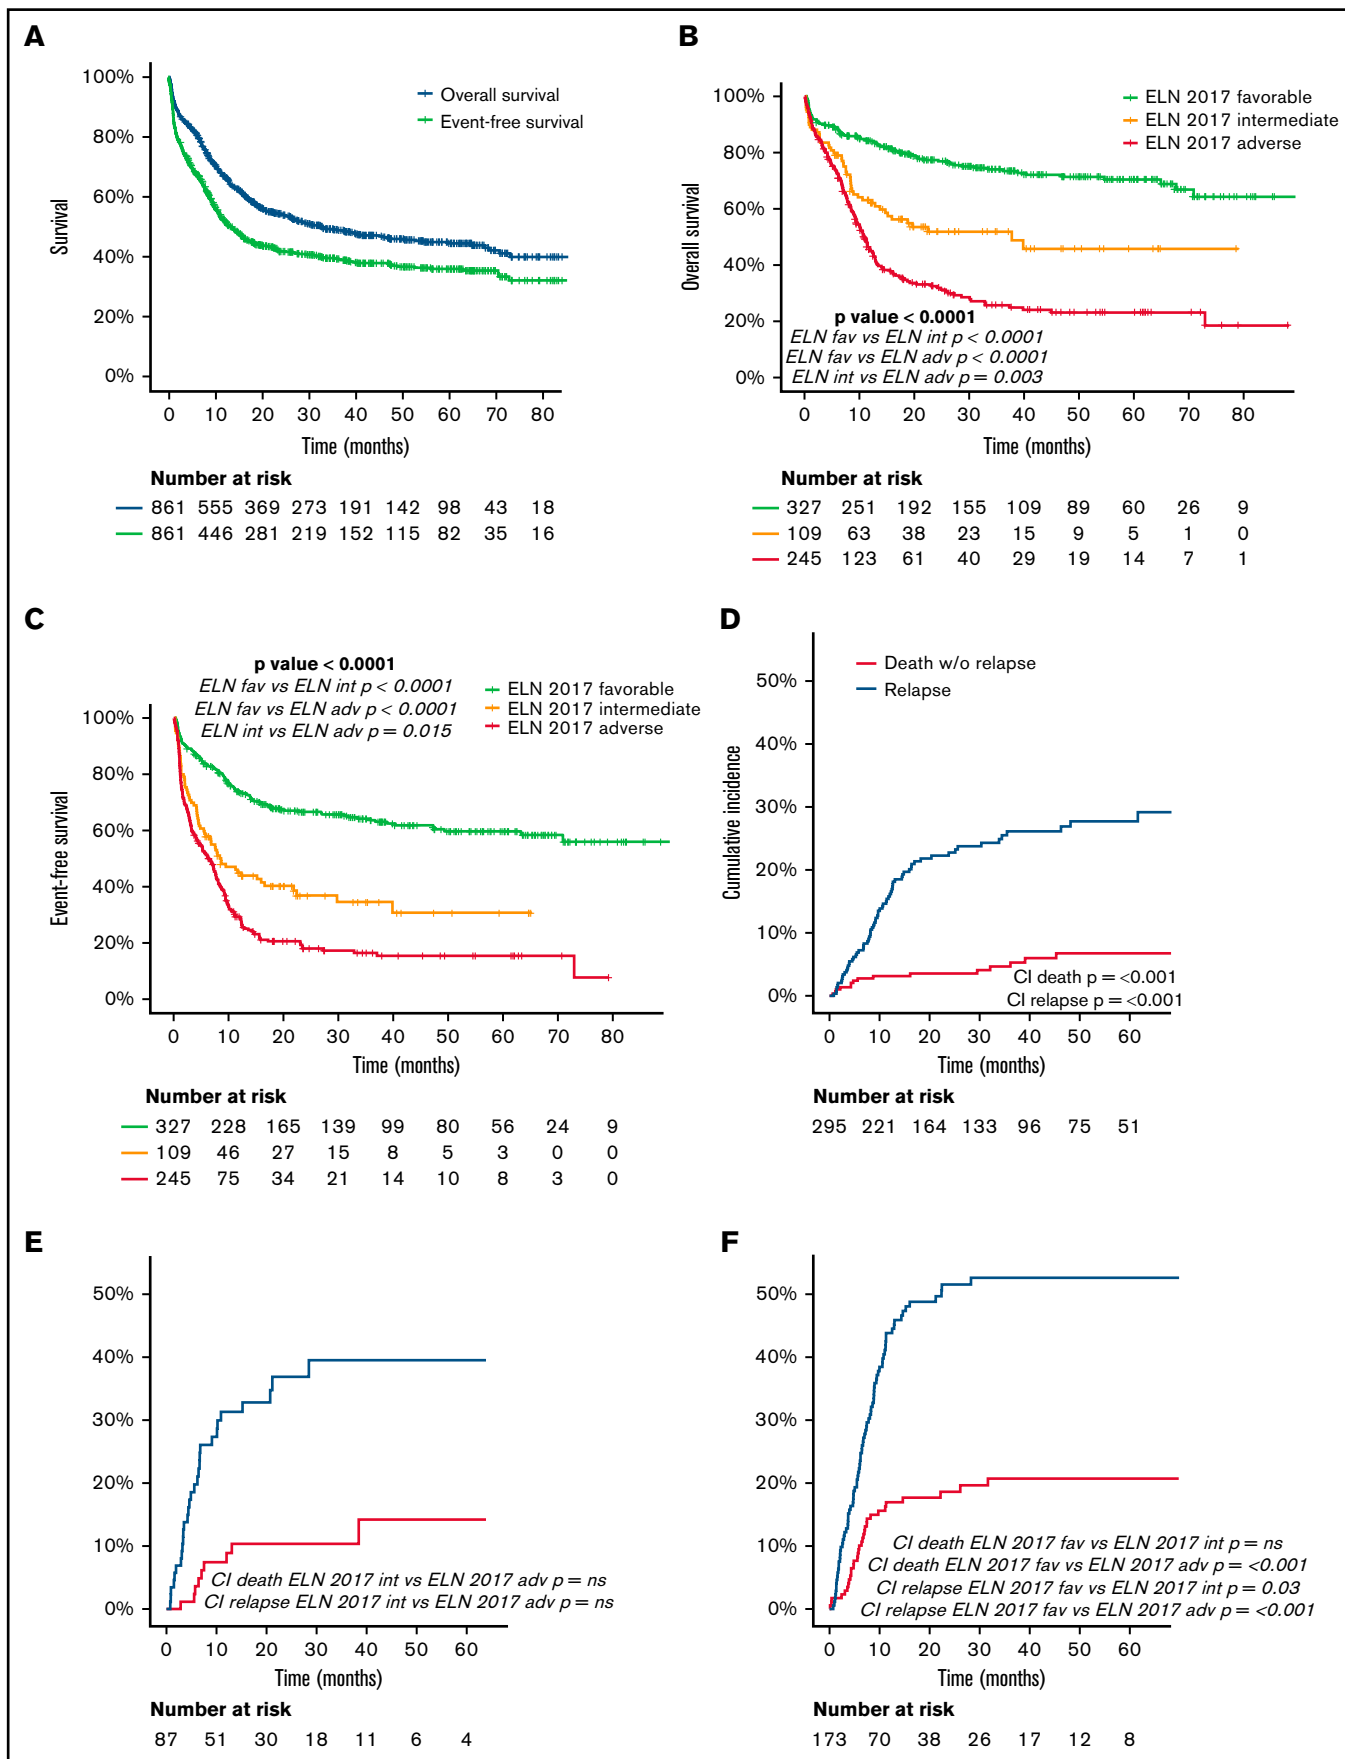 A
100%
80%
60%
40%
20%
0%
Survival
Overall survival
Event-free survival
0 10 20 30 40 50 60 70 80
Time (months)
Number at risk
861 555 369 273 191 142 98 43 18
861 446 281 219 152 115 82 35 16
B
100%
80%
60%
40%
20%
0%
Overall survival
ELN 2017 favorable
ELN 2017 intermediate
ELN 2017 adverse
p value < 0.0001
ELN fav vs ELN int p < 0.0001
ELN fav vs ELN adv p < 0.0001
ELN int vs ELN adv p = 0.003
0 10 20 30 40 50 60 70 80
Time (months)
Number at risk
327 251 192 155 109 89 60 26 9
109 63 38 23 15 9 5 1 0
245 123 61 40 29 19 14 7 1
C
p value < 0.0001
ELN fav vs ELN int p < 0.0001
ELN fav vs ELN adv p < 0.0001
ELN int vs ELN adv p = 0.015
ELN 2017 favorable
ELN 2017 intermediate
ELN 2017 adverse
100%
80%
60%
40%
20%
0%
Event-free survival
0 10 20 30 40 50 60 70 80
Time (months)
Number at risk
327 228 165 139 99 80 56 24 9
109 46 27 15 8 5 3 0 0
245 75 34 21 14 10 8 3 0
D
Death w/o relapse
Relapse
50%
40%
30%
20%
10%
0%
Cumulative incidence
CI death p = <0.001
CI relapse p = <0.001
0 10 20 30 40 50 60
Time (months)
Number at risk
295 221 164 133 96 75 51
E
50%
40%
30%
20%
10%
0%
CI death ELN 2017 int vs ELN 2017 adv p = ns
CI relapse ELN 2017 int vs ELN 2017 adv p = ns
0 10 20 30 40 50 60
Time (months)
Number at risk
87 51 30 18 11 6 4
F
50%
40%
30%
20%
10%
0%
CI death ELN 2017 fav vs ELN 2017 int p = ns
CI death ELN 2017 fav vs ELN 2017 adv p = <0.001
CI relapse ELN 2017 fav vs ELN 2017 int p = 0.03
CI relapse ELN 2017 fav vs ELN 2017 adv p = <0.001
0 10 20 30 40 50 60
Time (months)
Number at risk
173 70 38 26 17 12 8